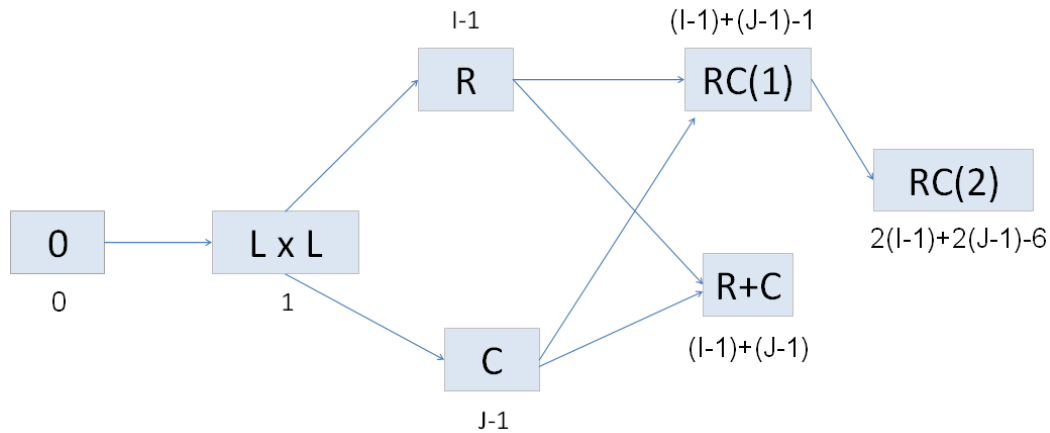 I-1
(I-1)+(J-1)-1
R
RC(1)
RC(2)
2(I-1)+2(J-1)-6
0
0
L x L
1
R+C
(I-1)+(J-1)
C
J-1